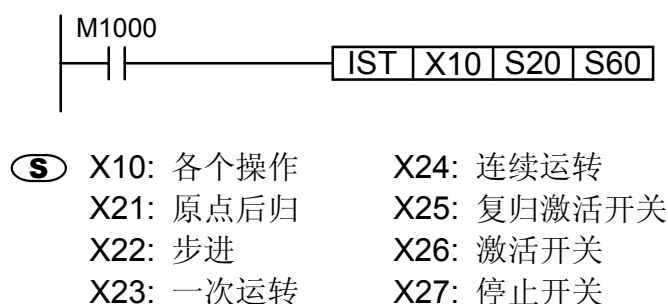 M1000
IST X10 S20 S60
S X10: 各个操作 X24: 连续运转
X21: 原点后归 X25: 复归激活开关
X22: 步进 X26: 激活开关
X23: 一次运转 X27: 停止开关